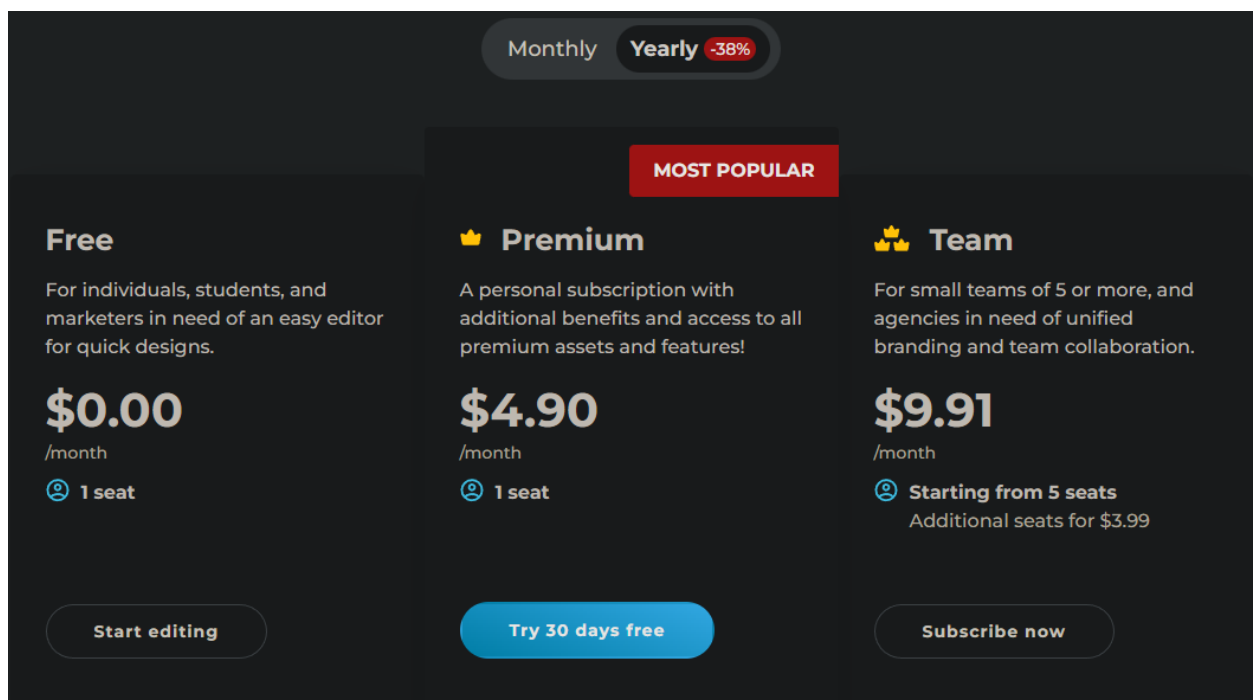 Monthly Yearly -38%
MOST POPULAR
Free
For individuals, students, and
marketers in need of an easy editor
for quick designs.
$0.00
/month
1 seat
Start editing
Premium
A personal subscription with
additional benefits and access to all
premium assets and features!
$4.90
/month
1 seat
Try 30 days free
Team
For small teams of 5 or more, and
agencies in need of unified
branding and team collaboration.
$9.91
/month
Starting from 5 seats
Additional seats for $3.99
Subscribe now